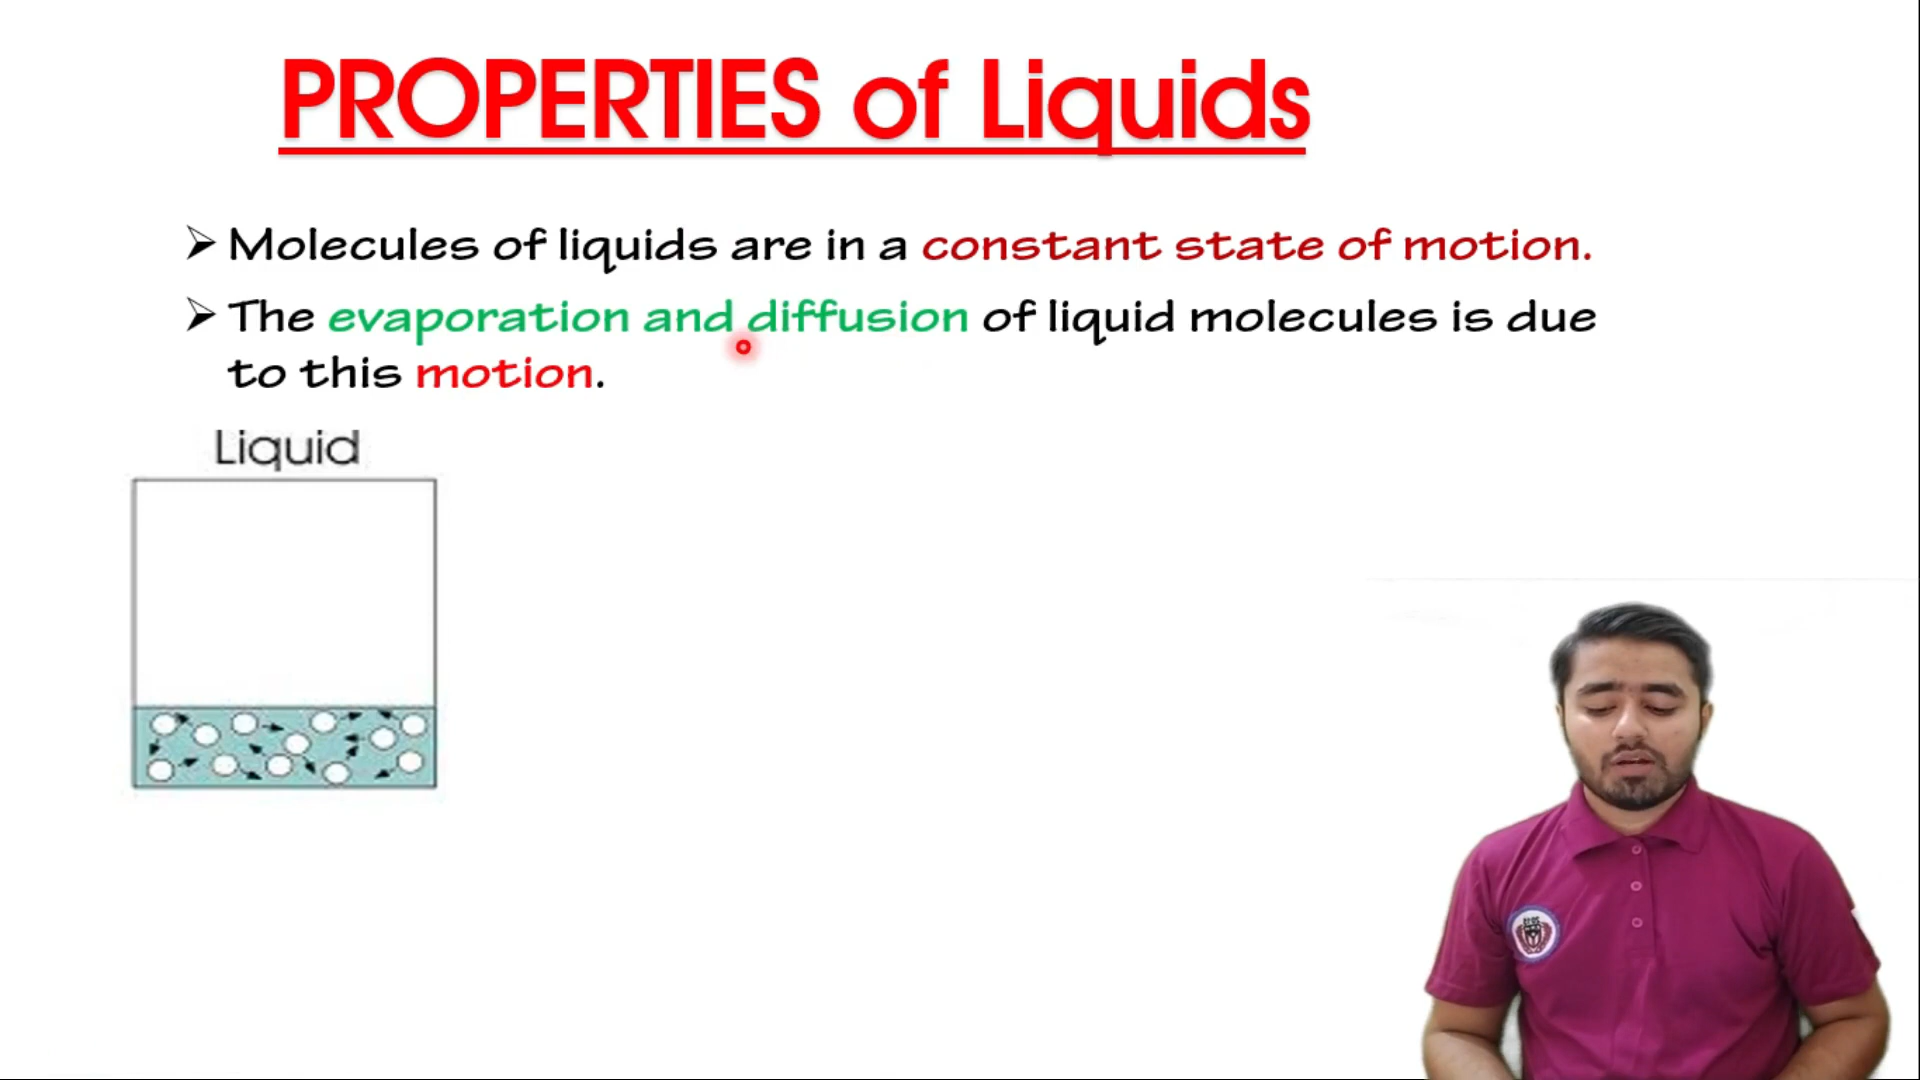 PROPERTIES of Liquids
➢ Molecules of liquids are in a constant state of motion.
➢ The evaporation and diffusion of liquid molecules is due
to this motion.
Liquid